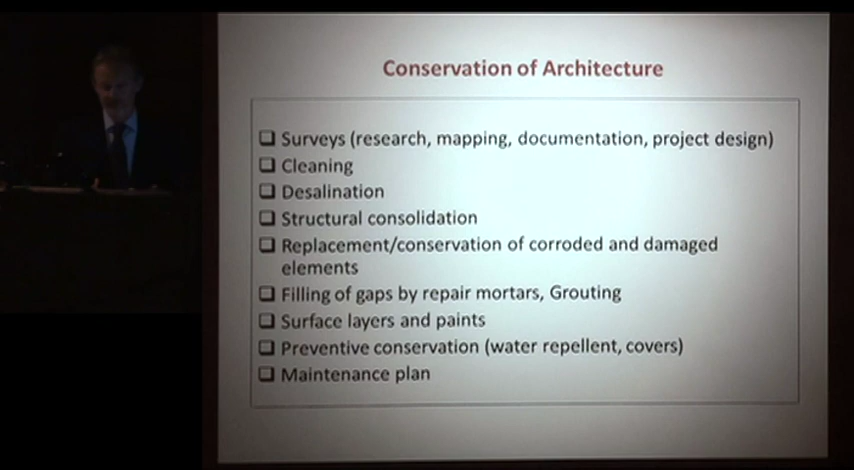 Conservation of Architecture
❑ Surveys (research, mapping, documentation, project design)
❑ Cleaning
❑ Desalination
❑ Structural consolidation
❑ Replacement/conservation of corroded and damaged
elements
❑ Filling of gaps by repair mortars, Grouting
❑ Surface layers and paints
❑ Preventive conservation (water repellent, covers)
❑ Maintenance plan